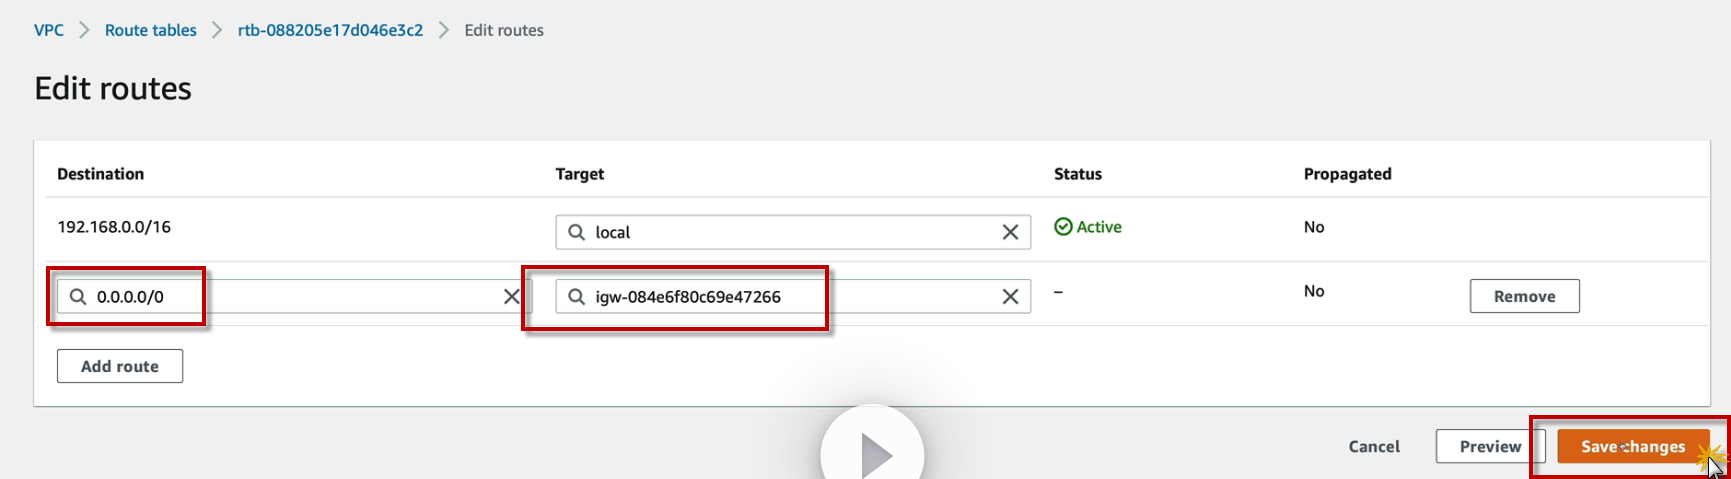 VPC > Route tables > rtb-088205e17d046e3c2 > Edit routes
Edit routes
Destination Target Status Propagated
192.168.0.0/16 local Active No
0.0.0.0/0 igw-084e6f80c69e47266 – No Remove
Add route
Cancel Preview Save changes